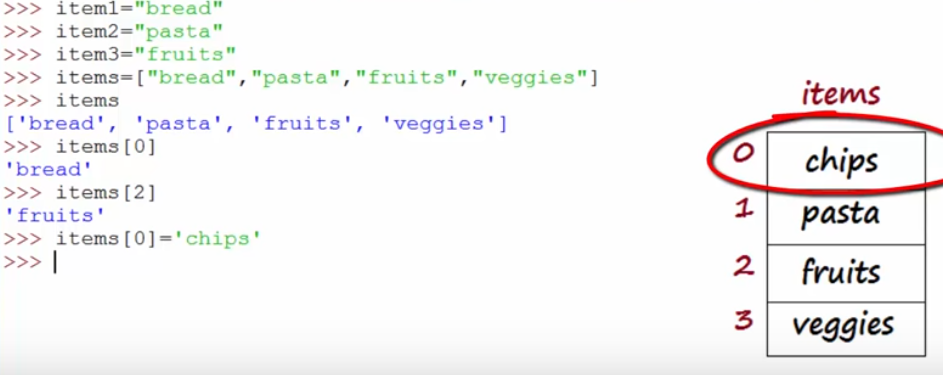 >>> item1="bread"
>>> item2="pasta"
>>> item3="fruits"
>>> items=["bread","pasta","fruits","veggies"]
>>> items
['bread', 'pasta', 'fruits', 'veggies']
>>> items[0]
'bread'
>>> items[2]
'fruits'
>>> items[0]='chips'
>>>
items
0 chips
1 pasta
2 fruits
3 veggies